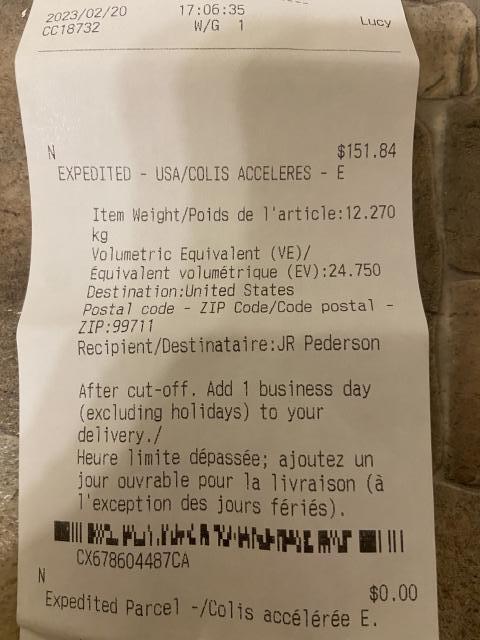 2023/02/20 17:06:35
CC18732 W/G 1 Lucy
N $151.84
EXPEDITED - USA/COLIS ACCELERES - E
Item Weight/Poids de l'article:12.270
kg
Volumetric Equivalent (VE)/
Équivalent volumétrique (EV):24.750
Destination:United States
Postal code - ZIP Code/Code postal -
ZIP:99711
Recipient/Destinataire:JR Pederson
After cut-off. Add 1 business day
(excluding holidays) to your
delivery./
Heure limite dépassée; ajoutez un
jour ouvrable pour la livraison (à
l'exception des jours fériés).
CX678604487CA
N $0.00
Expedited Parcel -/Colis accélérée E.